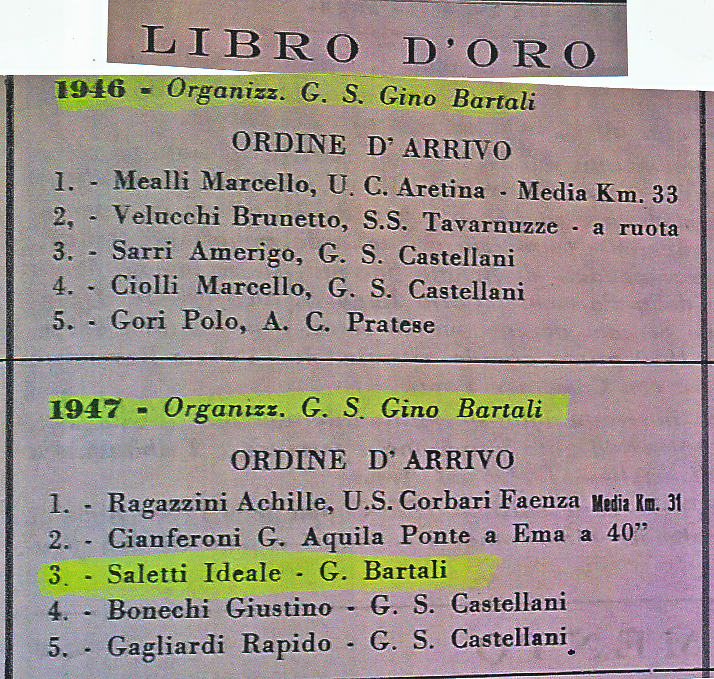 LIBRO D'ORO
1946 - Organizz. G. S. Gino Bartali
ORDINE D' ARRIVO
1. - Mealli Marcello, U. C. Aretina - Media Km. 33
2, - Velucchi Brunetto, S.S. Tavarnuzze - a ruota
3. - Sarri Amerigo, G. S. Castellani
4. - Ciolli Marcello, G. S. Castellani
5. - Gori Polo, A. C. Pratese
1947 - Organizz. G. S. Gino Bartali
ORDINE D' ARRIVO
1. - Ragazzini Achille, U.S. Corbari Faenza Media Km. 31
2. - Cianferoni G. Aquila Ponte a Ema a 40”
3. - Saletti Ideale - G. Bartali
4. - Bonechi Giustino - G. S. Castellani
5. - Gagliardi Rapido - G. S. Castellani.